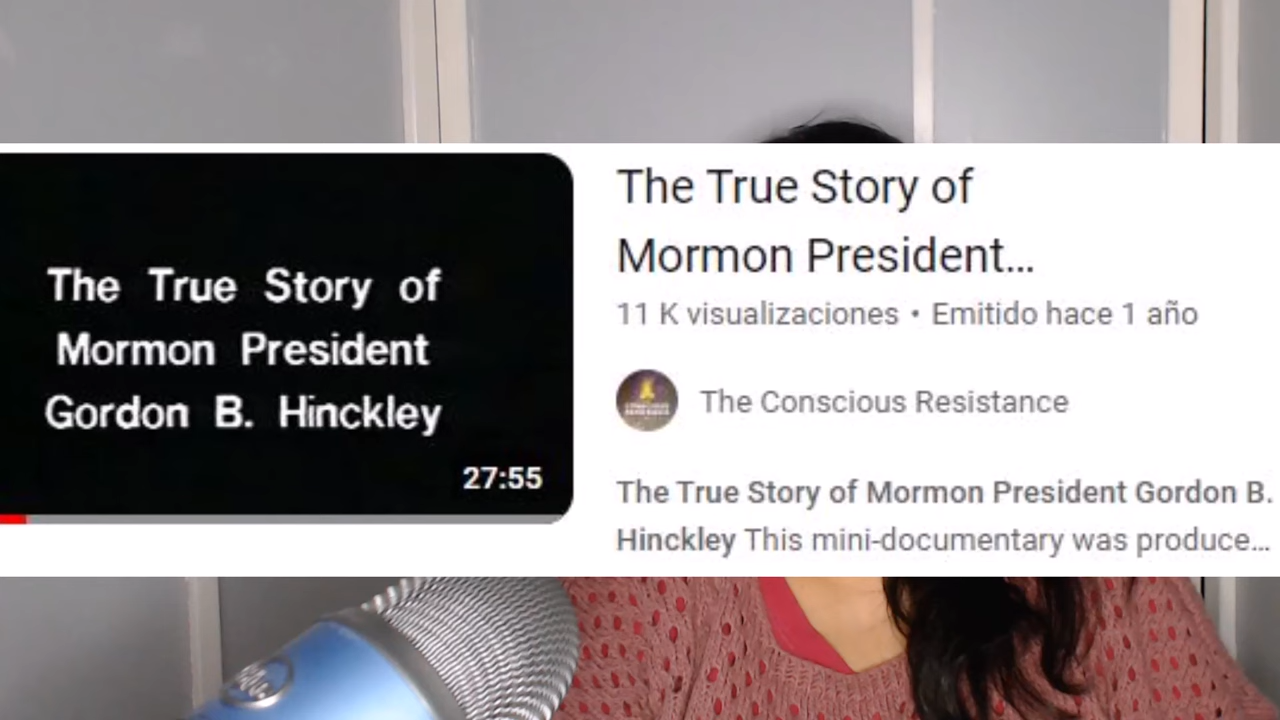 The True Story of
Mormon President
Gordon B. Hinckley
27:55
The True Story of
Mormon President...
11 K visualizaciones • Emitido hace 1 año
The Conscious Resistance
The True Story of Mormon President Gordon B.
Hinckley This mini-documentary was produce...